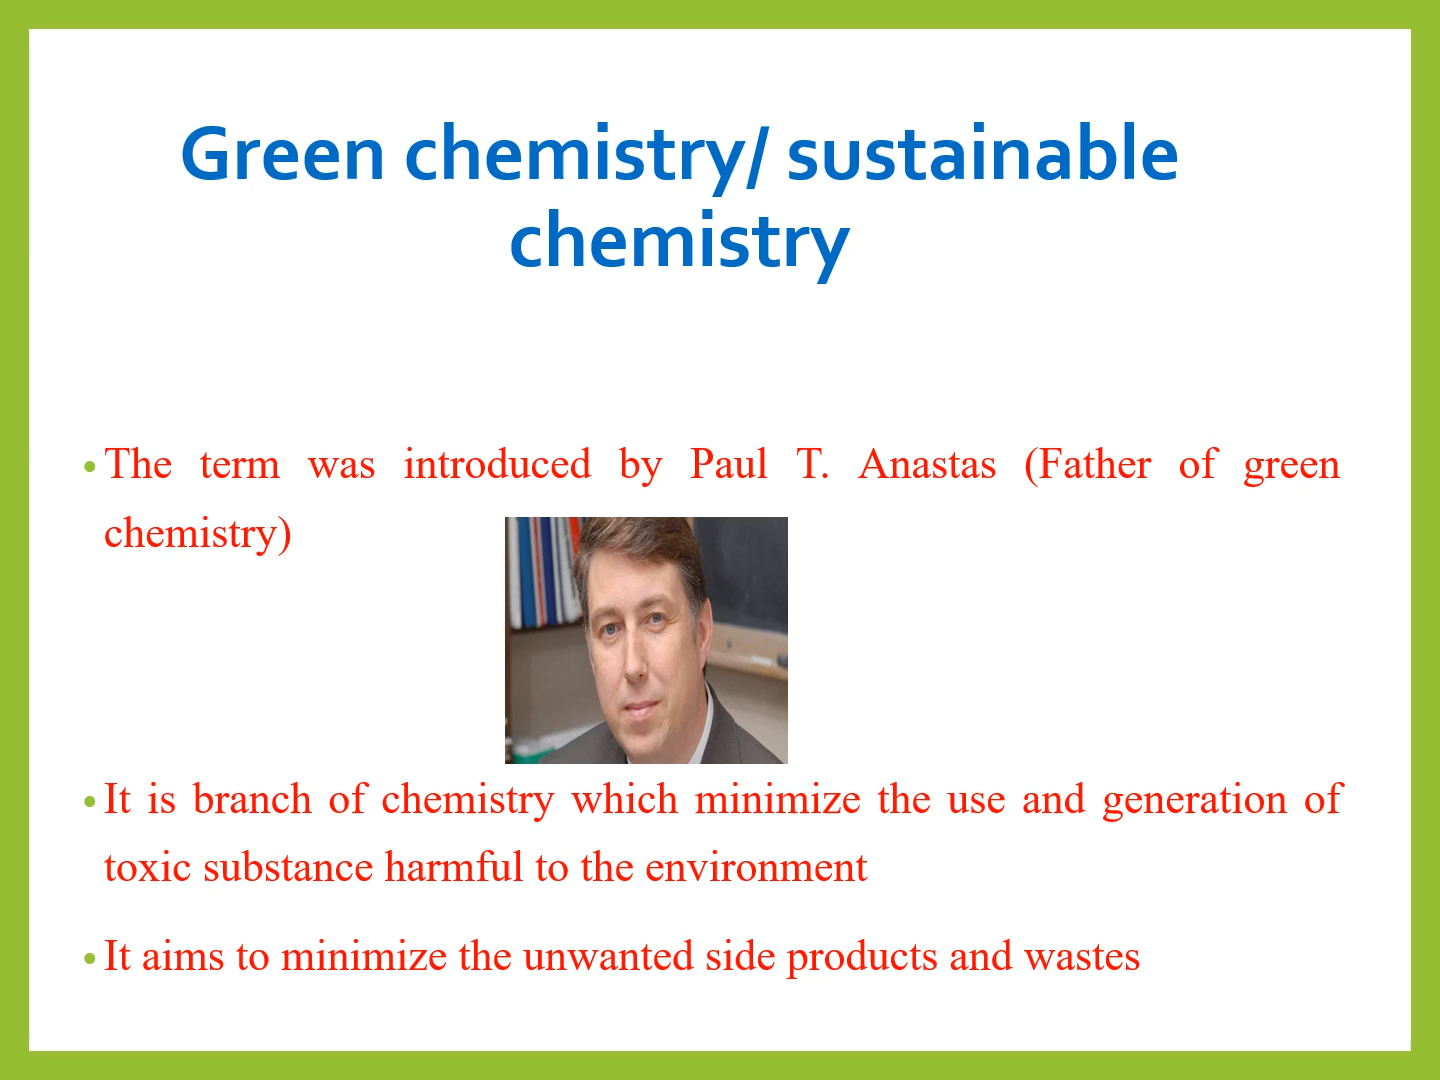 Green chemistry/ sustainable
chemistry
• The term was introduced by Paul T. Anastas (Father of green
chemistry)
• It is branch of chemistry which minimize the use and generation of
toxic substance harmful to the environment
• It aims to minimize the unwanted side products and wastes